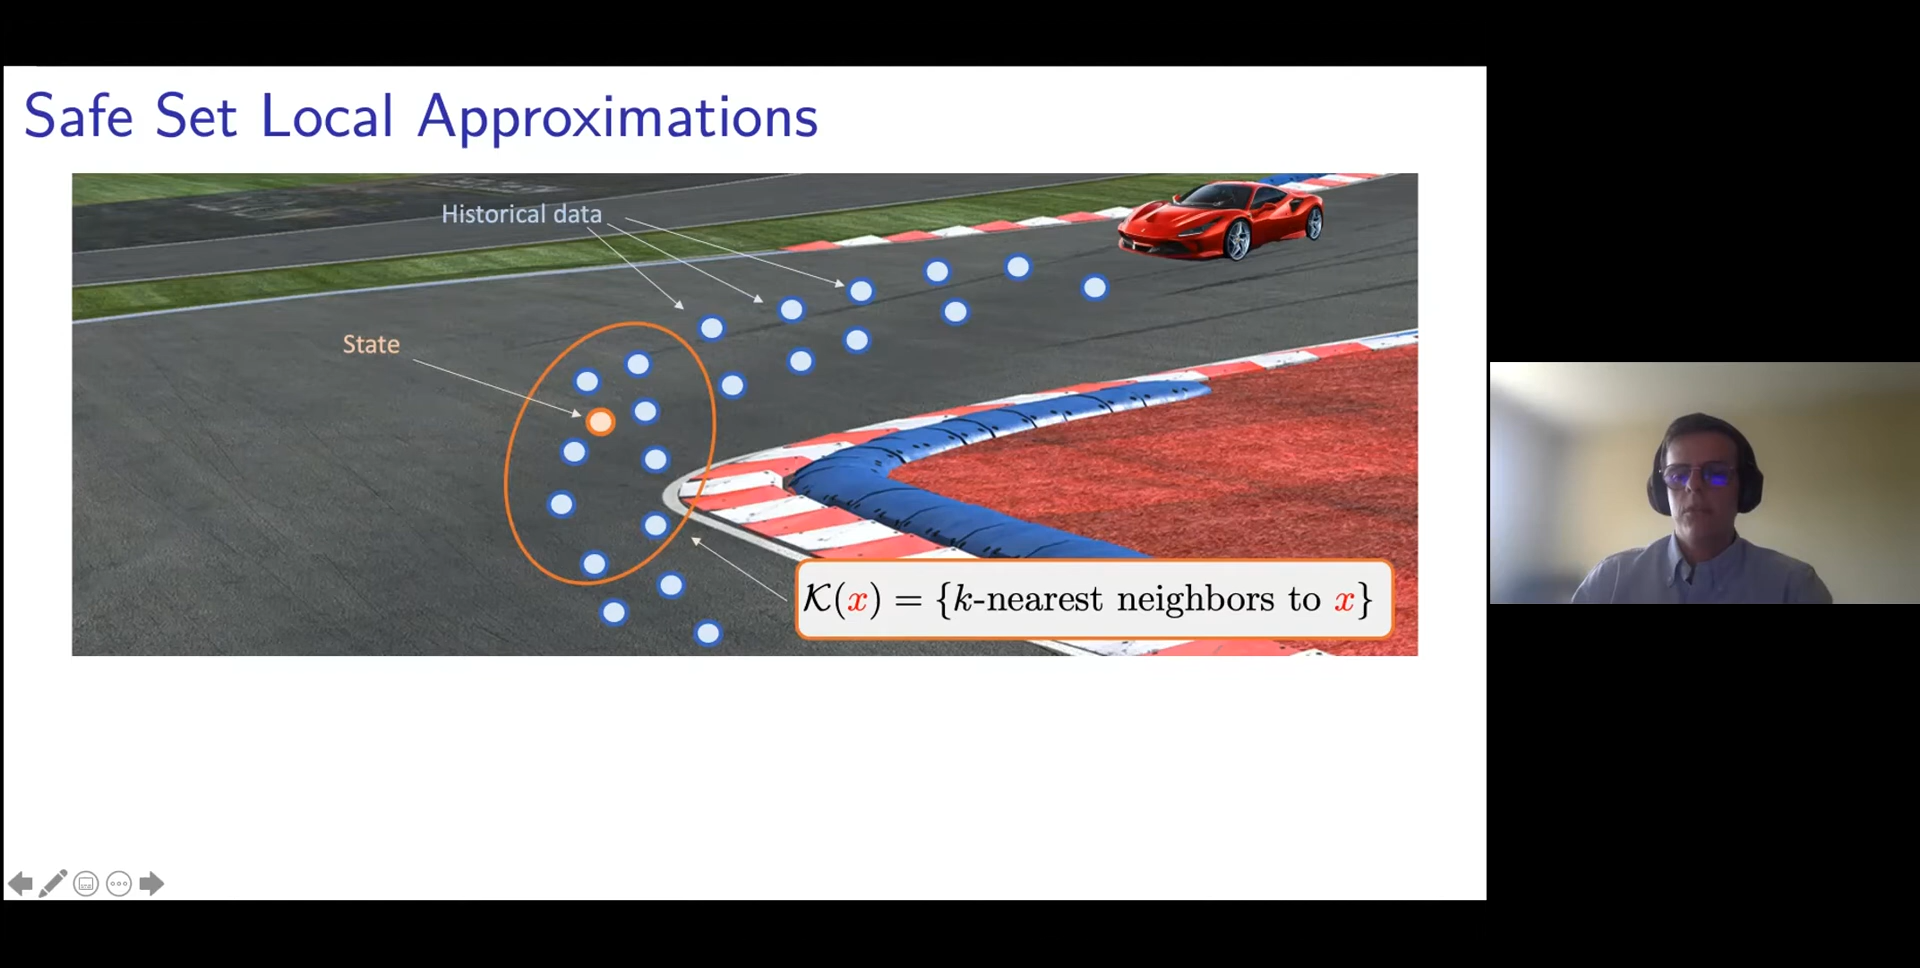 Safe Set Local Approximations
Historical data
State
𝒦(x) = {k-nearest neighbors to x}